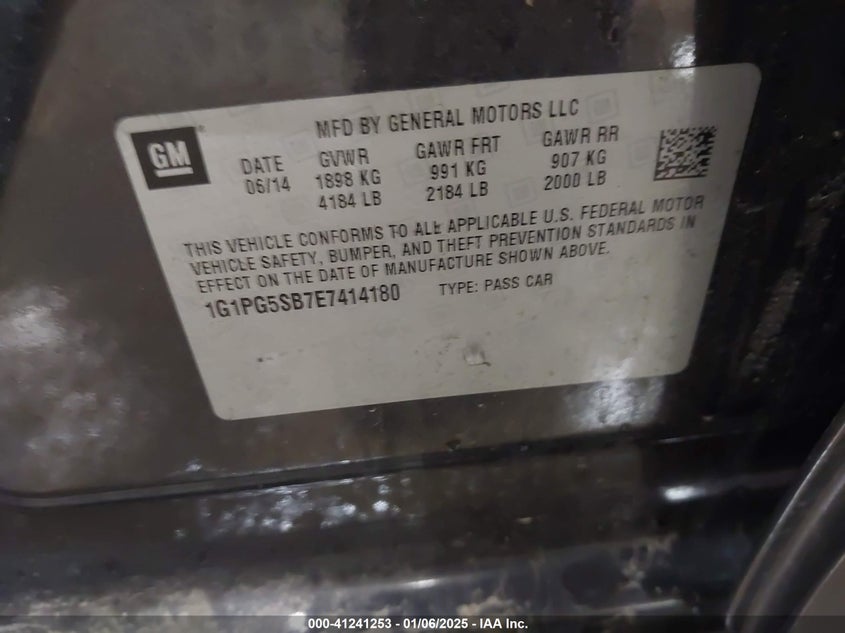 GM
MFD BY GENERAL MOTORS LLC
DATE GVWR GAWR FRT GAWR RR
06/14 1898 KG 991 KG 907 KG
4184 LB 2184 LB 2000 LB
THIS VEHICLE CONFORMS TO ALL APPLICABLE U.S. FEDERAL MOTOR
VEHICLE SAFETY, BUMPER, AND THEFT PREVENTION STANDARDS IN
EFFECT ON THE DATE OF MANUFACTURE SHOWN ABOVE.
1G1PG5SB7E7414180 TYPE: PASS CAR
000-41241253 - 01/06/2025 - IAA Inc.